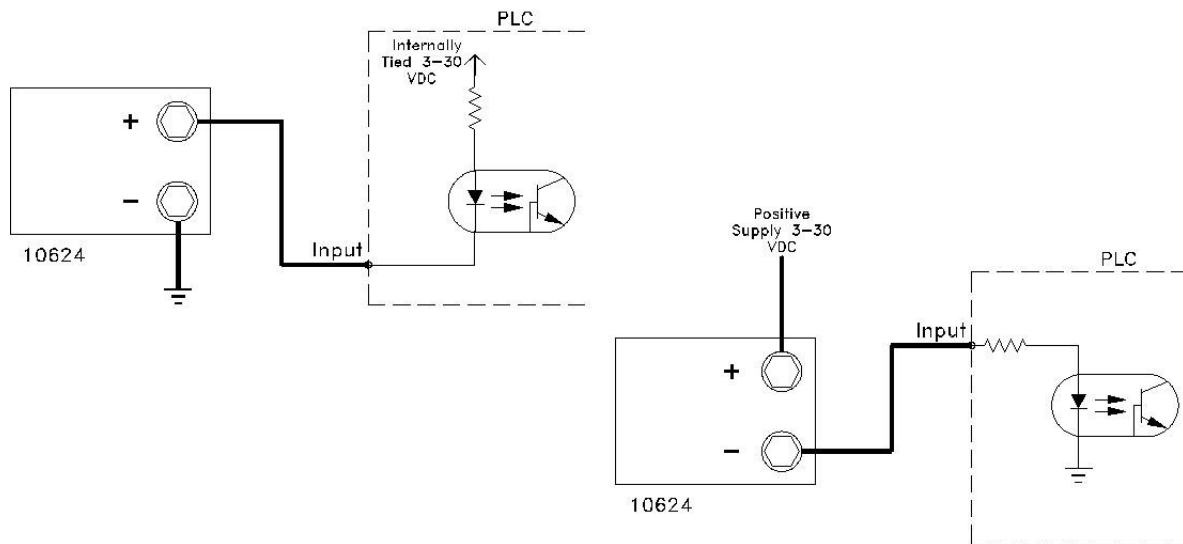 PLC
Internally
Tied 3-30
VDC
+
-
Input
10624
Positive
Supply 3-30
VDC
PLC
Input
+
-
10624